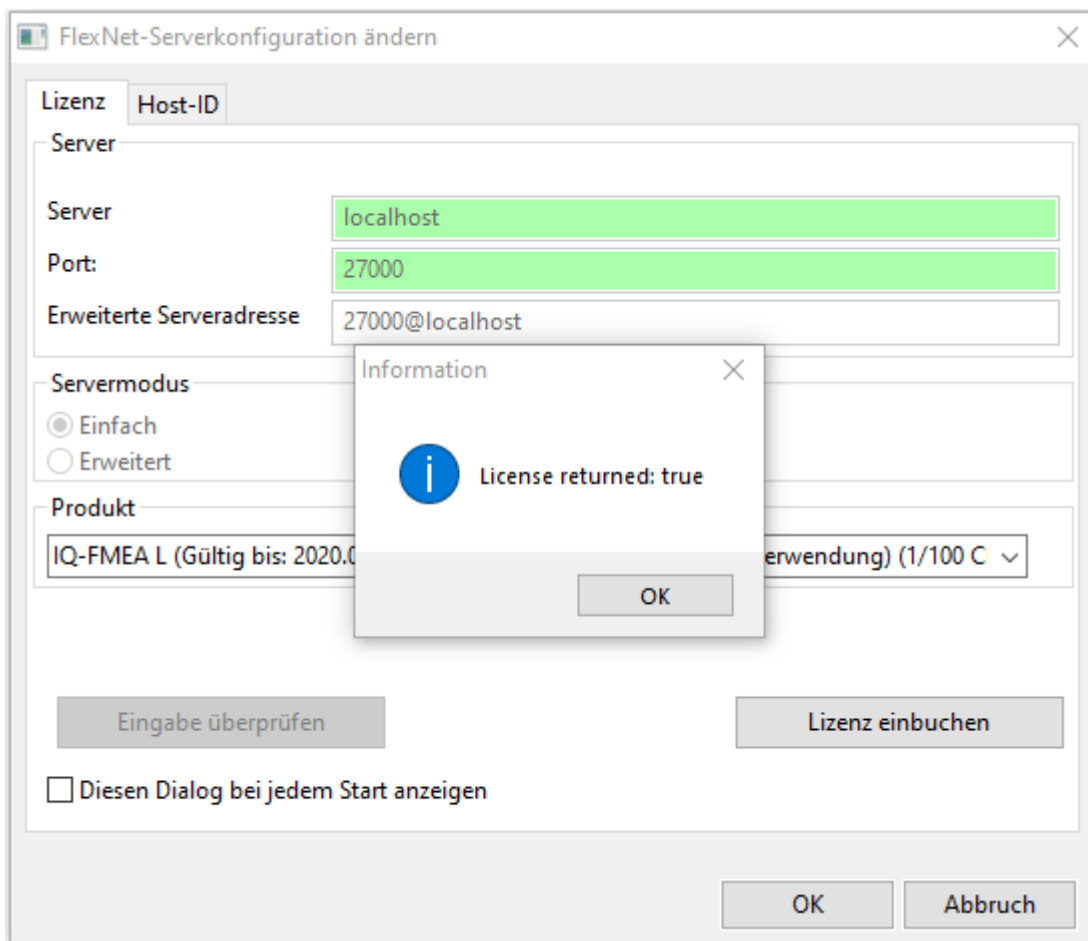 FlexNet-Serverkonfiguration ändern
Lizenz
Host-ID
Server
Server
localhost
Port:
27000
Erweiterte Serveradresse
27000@localhost
Information
Servermodus
Einfach
Erweitert
License returned: true
Produkt
IQ-FMEA L (Gültig bis: 2020.0
erwendung) (1/100 C
OK
Eingabe überprüfen
Lizenz einbuchen
Diesen Dialog bei jedem Start anzeigen
OK
Abbruch